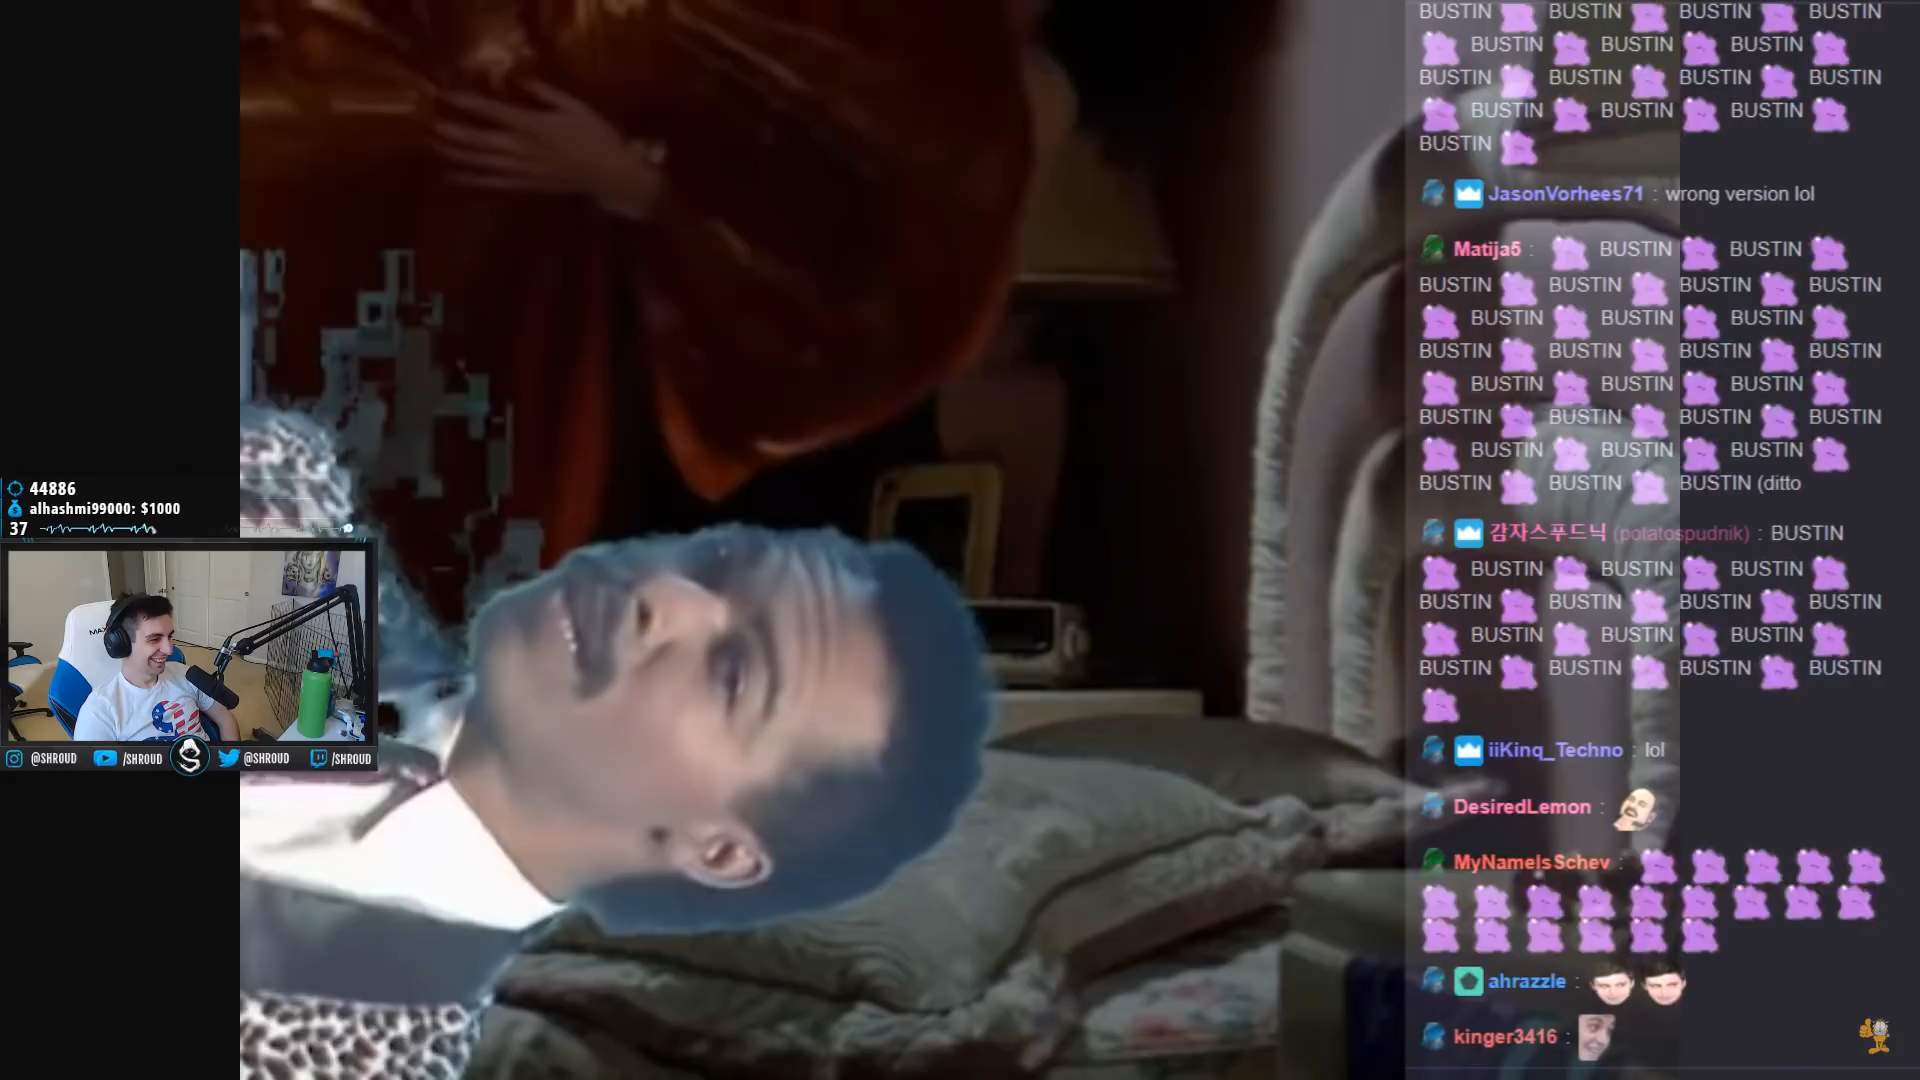 BUSTIN BUSTIN BUSTIN BUSTIN
BUSTIN BUSTIN BUSTIN
BUSTIN BUSTIN BUSTIN BUSTIN
BUSTIN BUSTIN BUSTIN
BUSTIN
JasonVorhees71 : wrong version lol
Matija5 : BUSTIN BUSTIN
BUSTIN BUSTIN BUSTIN BUSTIN
BUSTIN BUSTIN BUSTIN
BUSTIN BUSTIN BUSTIN BUSTIN
BUSTIN BUSTIN BUSTIN
BUSTIN BUSTIN BUSTIN BUSTIN
BUSTIN BUSTIN BUSTIN
BUSTIN BUSTIN BUSTIN (ditto
감자스푸드닉 (potatospudnik) : BUSTIN
BUSTIN BUSTIN BUSTIN
BUSTIN BUSTIN BUSTIN BUSTIN
BUSTIN BUSTIN BUSTIN
BUSTIN BUSTIN BUSTIN BUSTIN
iiKinq_Techno : lol
DesiredLemon :
MyNameIsSchev :
ahrazzle :
kinger3416 :
44886
alhashmi99000: $1000
37
@SHROUD /SHROUD @SHROUD /SHROUD